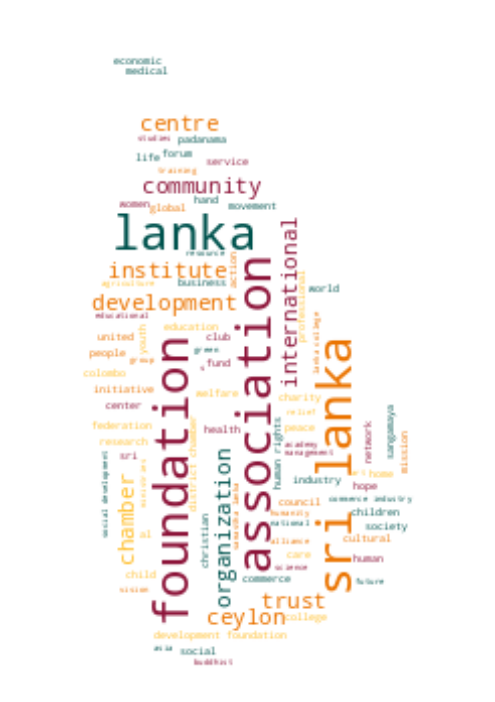 economic
medical
centre
studies padanama
life forum
service
training
community
women global hand movement
lanka
resource
institute
action
agriculture business
world
development
international
professional
educational
association
education
united
youth
club
lanka college
people
group
green
fund
s
colombo
foundation
sri lanka
initiative
welfare
charity
center
relief
federation
health
peace
human rights
network
sangamaya
mission
research
academy
management
sri
district chamber
social development
chamber
organization
industry
home
hope
council
commerce industry
humanity
children
national
society
christian
al
alliance
cultural
care
human
child
science
commerce
future
vision
trust
ceylon
college
development foundation
asia social
buddhist